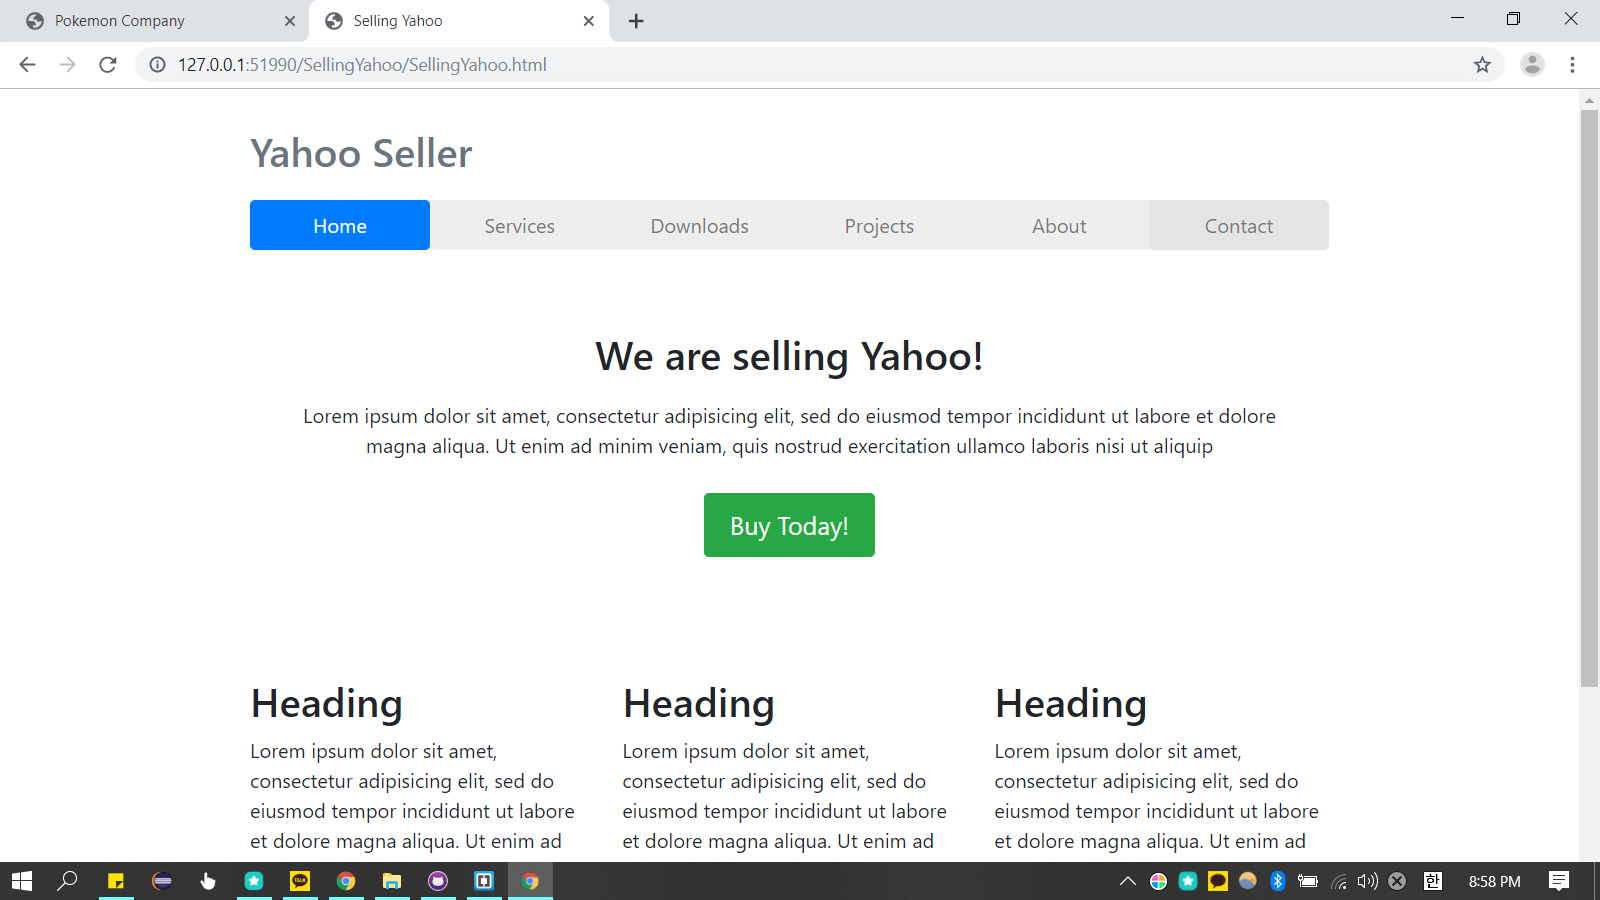 Pokemon Company
Selling Yahoo
127.0.0.1:51990/SellingYahoo/SellingYahoo.html
Yahoo Seller
Home Services Downloads Projects About Contact
We are selling Yahoo!
Lorem ipsum dolor sit amet, consectetur adipisicing elit, sed do eiusmod tempor incididunt ut labore et dolore
magna aliqua. Ut enim ad minim veniam, quis nostrud exercitation ullamco laboris nisi ut aliquip
Buy Today!
Heading
Lorem ipsum dolor sit amet,
consectetur adipisicing elit, sed do
eiusmod tempor incididunt ut labore
et dolore magna aliqua. Ut enim ad
Heading
Lorem ipsum dolor sit amet,
consectetur adipisicing elit, sed do
eiusmod tempor incididunt ut labore
et dolore magna aliqua. Ut enim ad
Heading
Lorem ipsum dolor sit amet,
consectetur adipisicing elit, sed do
eiusmod tempor incididunt ut labore
et dolore magna aliqua. Ut enim ad
TALK
한
8:58 PM